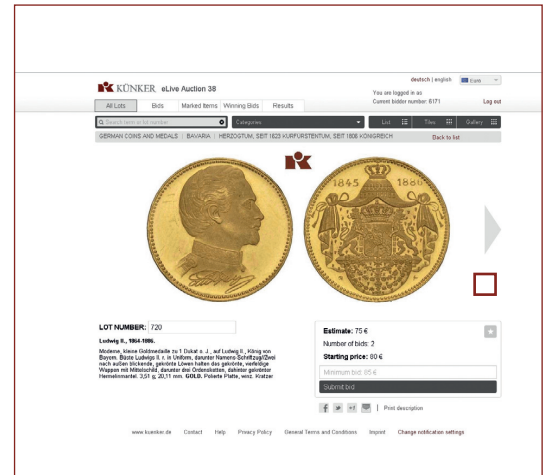 deutsch | english
KÜNKER eLive Auction 38
You are logged in as
Current bidder number: 6171
Log out
All Lots Bids Marked Items Winning Bids Results
Search term or lot number
Categories
List Tiles Gallery
GERMAN COINS AND MEDALS | BAVARIA | HERZOGTUM, SEIT 1623 KURFÜRSTENTUM, SEIT 1806 KÖNIGREICH
Back to list
1845 1886
LOT NUMBER: 720
Ludwig II., 1864-1886.
Moderne, kleine Goldmedaille zu 1 Dukat o. J., auf Ludwig II., König von
Bayern. Büste Ludwigs II. r. in Uniform, darunter Namens-Schriftzug//Zwei
nach außen blickende, gekrönte Löwen halten das gekrönte, vierfeldige
Wappen mit Mittelschild, darunter drei Ordensketten, dahinter gekrönter
Hermelinmantel. 3,51 g; 20,11 mm. GOLD. Polierte Platte, winz. Kratzer
Estimate: 75 €
Number of bids: 2
Starting price: 80 €
Minimum bid: 85 €
Submit bid
Print description
www.kuenker.de Contact Help Privacy Policy General Terms and Conditions Imprint Change notification settings